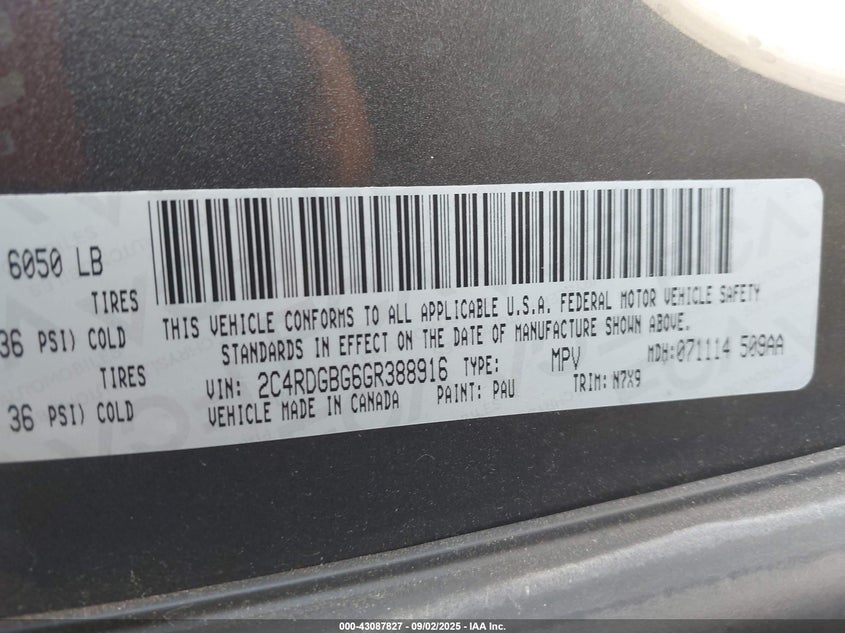 6050 LB
TIRES
36 PSI) COLD
TIRES
36 PSI) COLD
THIS VEHICLE CONFORMS TO ALL APPLICABLE U.S.A. FEDERAL MOTOR VEHICLE SAFETY
STANDARDS IN EFFECT ON THE DATE OF MANUFACTURE SHOWN ABOVE.
VIN: 2C4RDGBG6GR388916 TYPE: MPV MDH:071114 509AA
VEHICLE MADE IN CANADA PAINT: PAU TRIM: N7X9
000-43087827 - 09/02/2025 - IAA Inc.